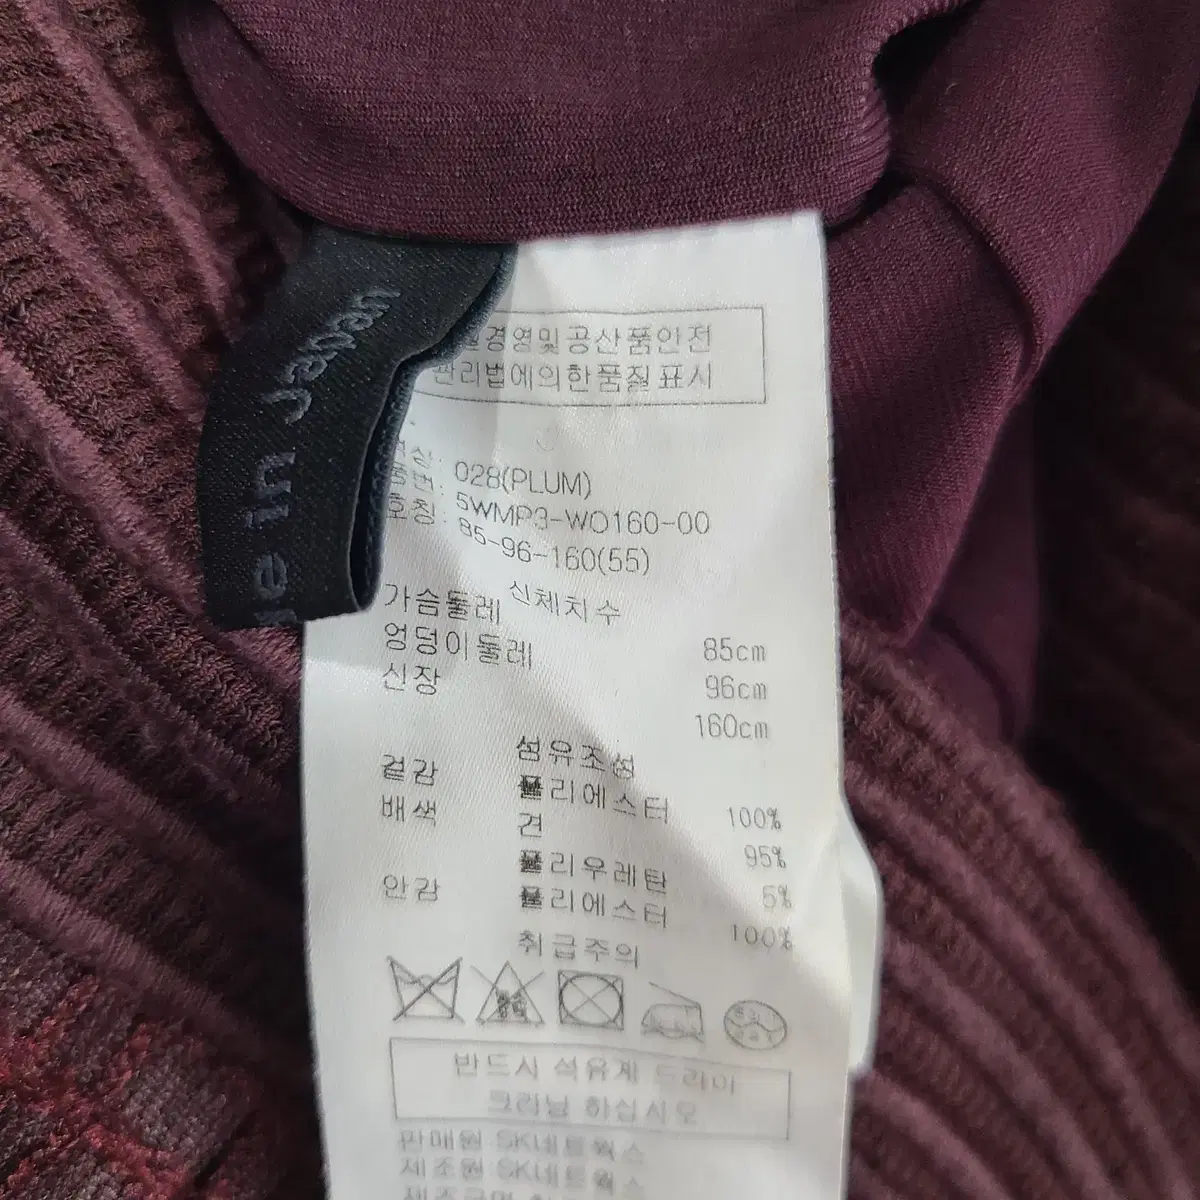 in Japan
경영및공산품안전
관리법에의한품질표시
028(PLUM)
품번: 5WMP3-WO160-00
호칭: 85-96-160(55)
신체치수
가슴둘레 85cm
엉덩이둘레 96cm
신장 160cm
섬유조성
겉감 폴리에스터 100%
배색 견 95%
폴리우레탄 5%
안감 폴리에스터 100%
취급주의
반드시 석유계 드라이
크리닝 하십시오
판매원 SK네트웍스
제조원 SK네트웍스